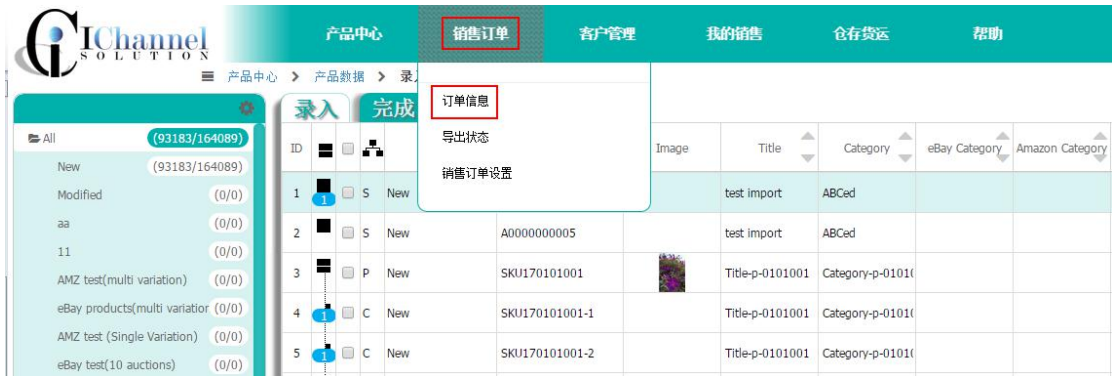 IChannel
SOLUTION
产品中心 销售订单 客户管理 我的销售 仓存货运 帮助
产品中心 > 产品数据 > 录
订单信息
导出状态
销售订单设置
录入 完成
All (93183/164089)
New (93183/164089)
Modified (0/0)
aa (0/0)
11 (0/0)
AMZ test(multi variation) (0/0)
eBay products(multi variation (0/0)
AMZ test (Single Variation) (0/0)
eBay test(10 auctions) (0/0)
ID Image Title Category eBay Category Amazon Category
1 1 S New test import ABCed
2 S New A0000000005 test import ABCed
3 P New SKU170101001 Title-p-0101001 Category-p-01010
4 1 C New SKU170101001-1 Title-p-0101001 Category-p-01010
5 1 C New SKU170101001-2 Title-p-0101001 Category-p-01010